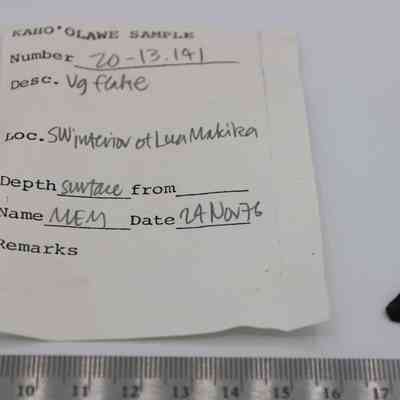 KAHO'OLAWE SAMPLE
Number 20-13.141
Desc. Vg flake
Loc. SW interior of Lua Makika
Depth surface from
Name MEM Date 24 Nov 76
Remarks
10 11 12 13 14 15 16 17